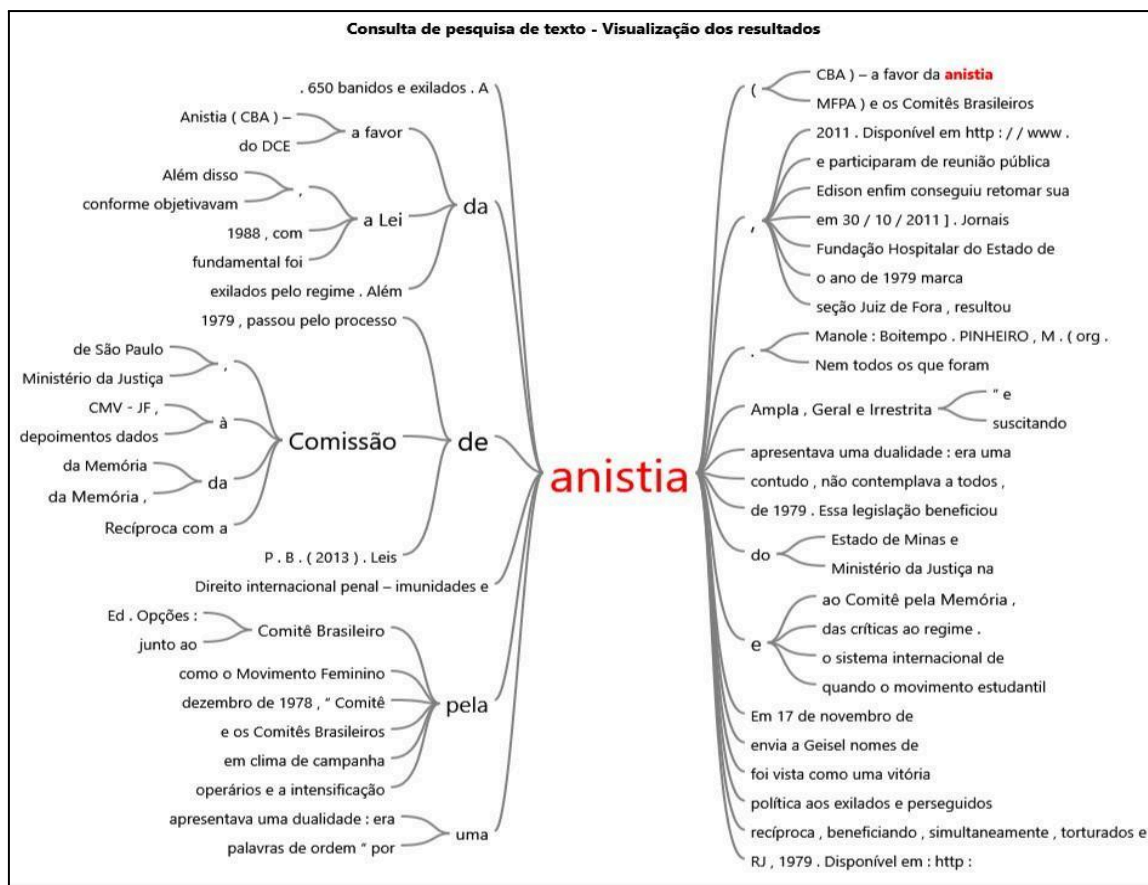 Consulta de pesquisa de texto - Visualização dos resultados
. 650 banidos e exilados . A
Anistia ( CBA ) –
do DCE
a favor
Além disso
conforme objetivavam
,
1988 , com
fundamental foi
a Lei
exilados pelo regime . Além
da
1979 , passou pelo processo
de São Paulo
Ministério da Justiça
,
CMV - JF ,
depoimentos dados
à
da Memória
da Memória ,
da
Recíproca com a
Comissão
P . B . ( 2013 ) . Leis
de
Direito internacional penal – imunidades e
Ed . Opções :
junto ao
Comitê Brasileiro
como o Movimento Feminino
dezembro de 1978 , “ Comitê
e os Comitês Brasileiros
em clima de campanha
operários e a intensificação
pela
apresentava uma dualidade : era
palavras de ordem “ por
uma
anistia
(
CBA ) – a favor da anistia
MFPA ) e os Comitês Brasileiros
,
2011 . Disponível em http : / / www .
e participaram de reunião pública
Edison enfim conseguiu retomar sua
em 30 / 10 / 2011 ] . Jornais
Fundação Hospitalar do Estado de
o ano de 1979 marca
seção Juiz de Fora , resultou
.
Manole : Boitempo . PINHEIRO , M . ( org .
Nem todos os que foram
Ampla , Geral e Irrestrita
” e
suscitando
apresentava uma dualidade : era uma
contudo , não contemplava a todos ,
de 1979 . Essa legislação beneficiou
do
Estado de Minas e
Ministério da Justiça na
e
ao Comitê pela Memória ,
das críticas ao regime .
o sistema internacional de
quando o movimento estudantil
Em 17 de novembro de
envia a Geisel nomes de
foi vista como uma vitória
política aos exilados e perseguidos
recíproca , beneficiando , simultaneamente , torturados e
RJ , 1979 . Disponível em : http :